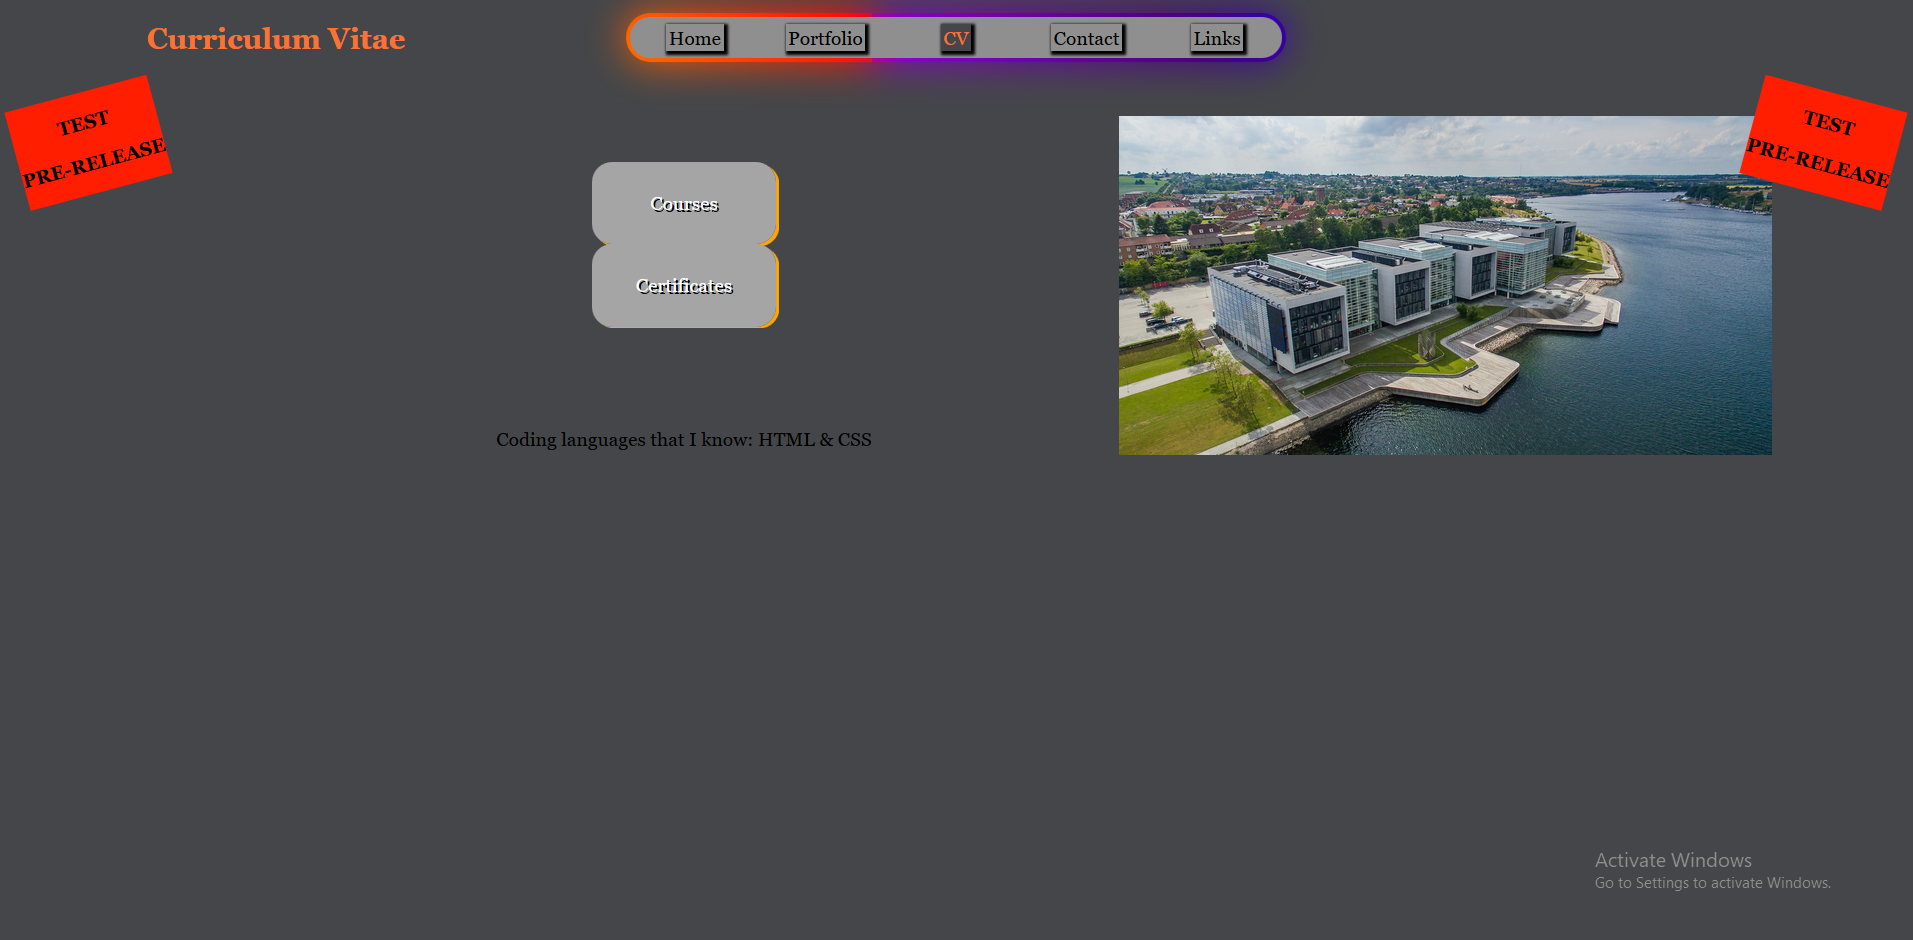 Curriculum Vitae
Home Portfolio CV Contact Links
TEST
PRE-RELEASE
TEST
PRE-RELEASE
Courses
Certificates
Coding languages that I know: HTML & CSS
Activate Windows
Go to Settings to activate Windows.